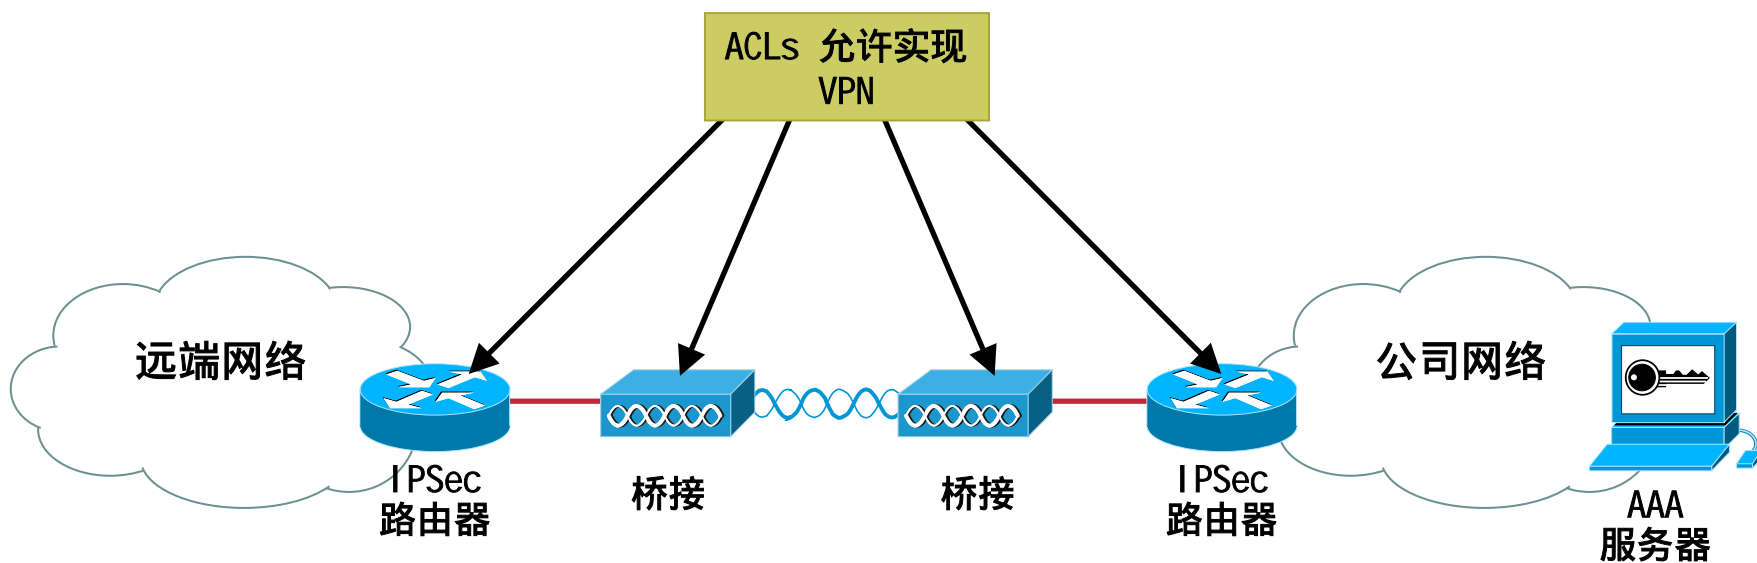 ACLs 允许实现
VPN
远端网络
公司网络
IPSec
路由器
桥接
桥接
IPSec
路由器
AAA
服务器